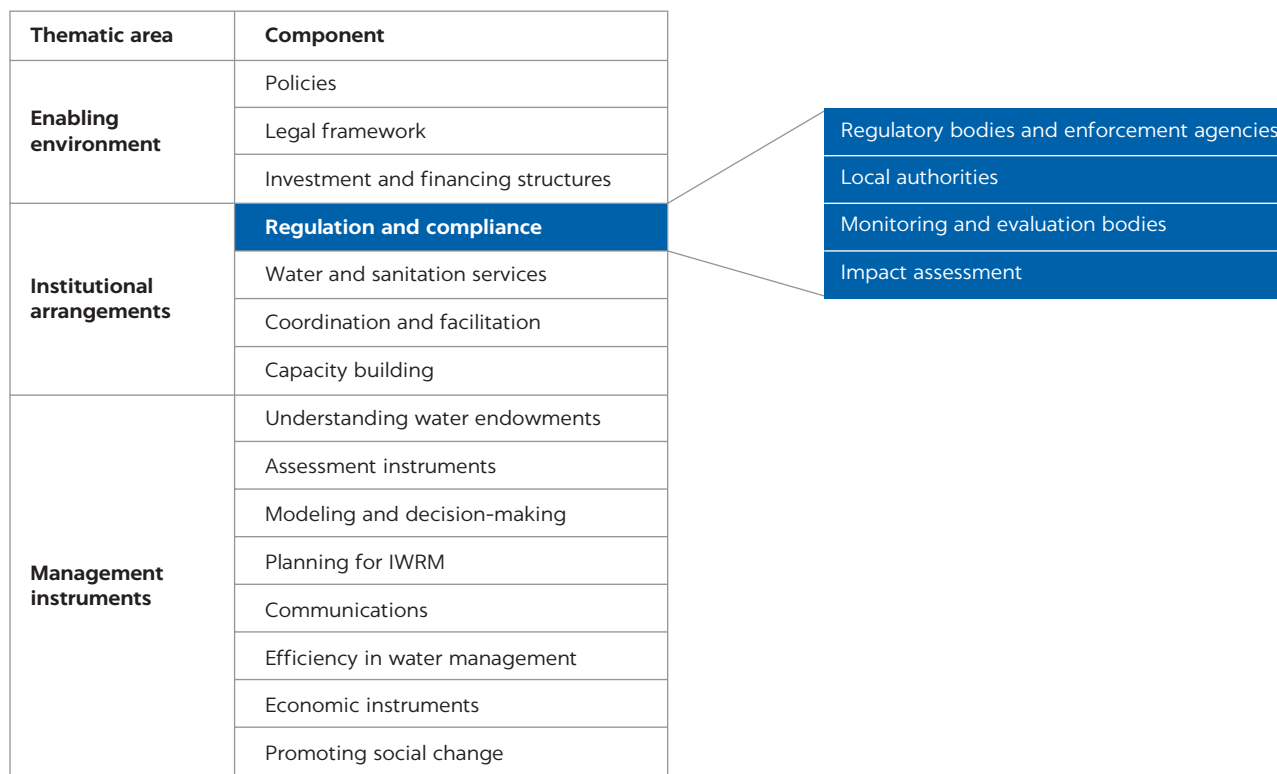 Thematic area
Component
Enabling
environment
Policies
Legal framework
Investment and financing structures
Institutional
arrangements
Regulation and compliance
Water and sanitation services
Coordination and facilitation
Capacity building
Management
instruments
Understanding water endowments
Assessment instruments
Modeling and decision-making
Planning for IWRM
Communications
Efficiency in water management
Economic instruments
Promoting social change
Regulatory bodies and enforcement agencies
Local authorities
Monitoring and evaluation bodies
Impact assessment